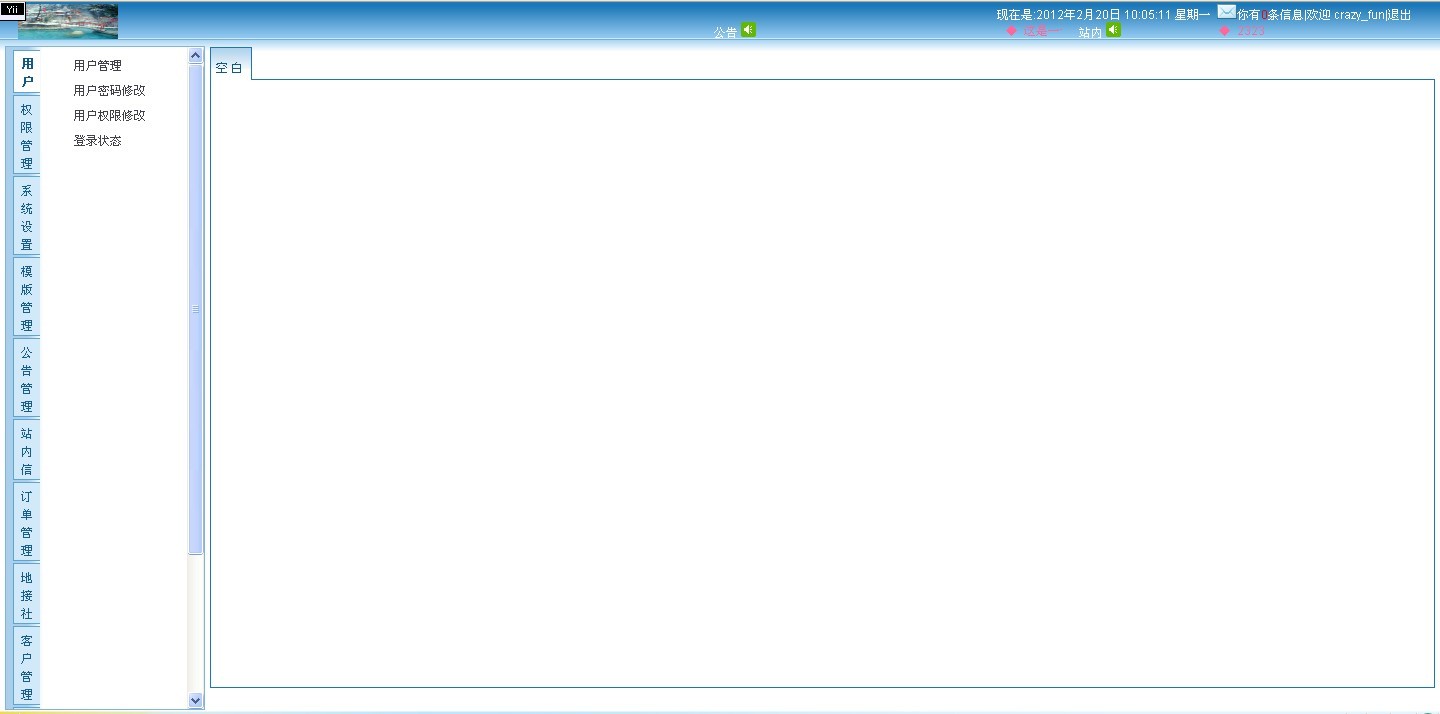 Yii
现在是:2012年2月20日 10:05:11 星期一 你有0条信息|欢迎 crazy_fun|退出
公告 这是一 站内 2323
用户
权限管理
系统设置
模版管理
公告管理
站内信
订单管理
地接社
客户管理
用户管理
用户密码修改
用户权限修改
登录状态
空白